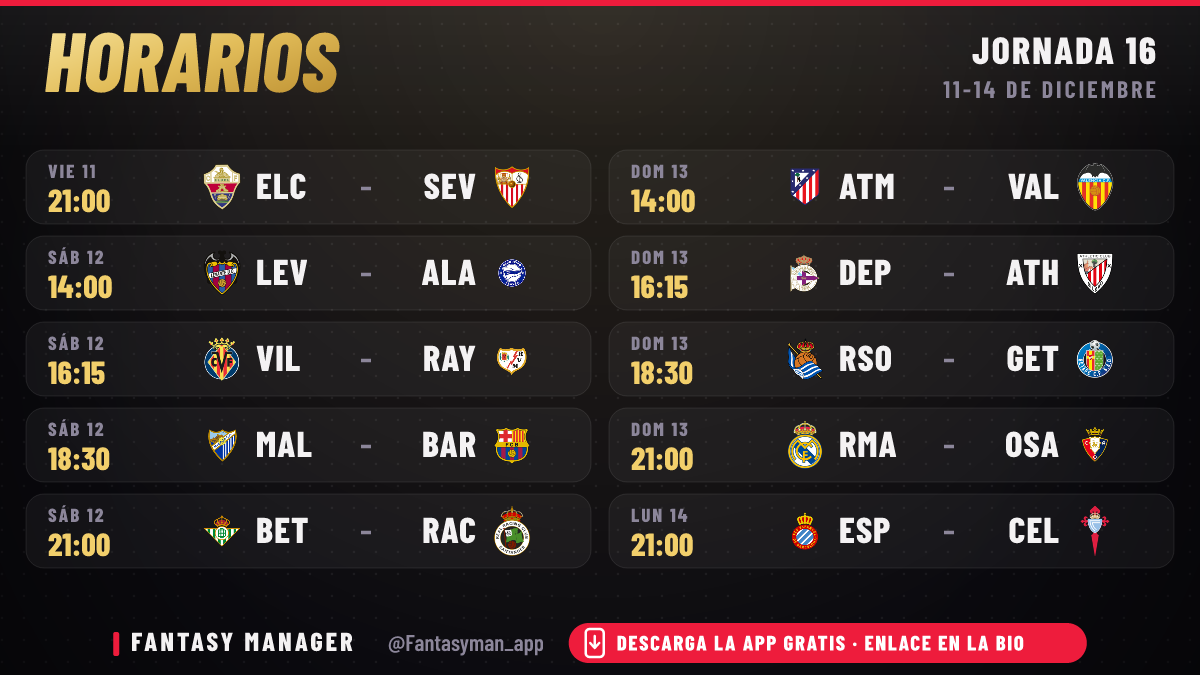 HORARIOS
JORNADA 16
11-14 DE DICIEMBRE
VIE 11
21:00
ELC - SEV
SÁB 12
14:00
LEV - ALA
SÁB 12
16:15
VIL - RAY
SÁB 12
18:30
MAL - BAR
SÁB 12
21:00
BET - RAC
DOM 13
14:00
ATM - VAL
DOM 13
16:15
DEP - ATH
DOM 13
18:30
RSO - GET
DOM 13
21:00
RMA - OSA
LUN 14
21:00
ESP - CEL
FANTASY MANAGER
@Fantasyman_app
DESCARGA LA APP GRATIS · ENLACE EN LA BIO